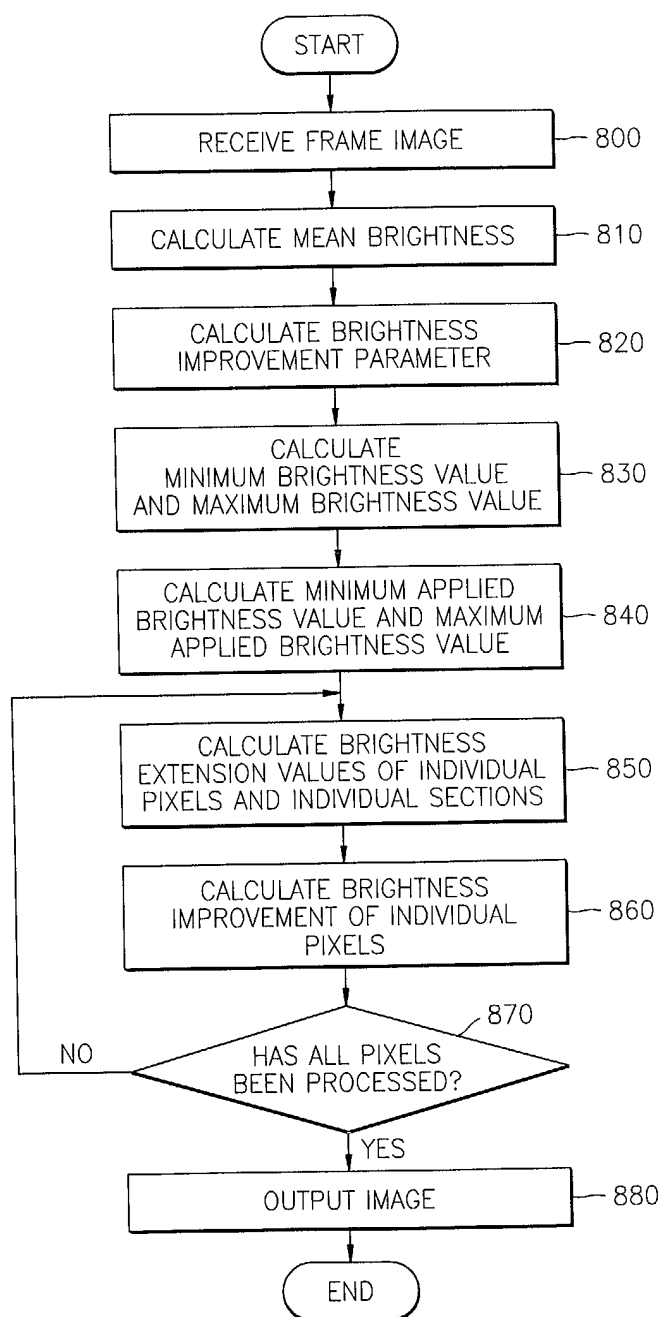 START
RECEIVE FRAME IMAGE
800
CALCULATE MEAN BRIGHTNESS
810
CALCULATE BRIGHTNESS
IMPROVEMENT PARAMETER
820
CALCULATE
MINIMUM BRIGHTNESS VALUE
AND MAXIMUM BRIGHTNESS VALUE
830
CALCULATE MINIMUM APPLIED
BRIGHTNESS VALUE AND MAXIMUM
APPLIED BRIGHTNESS VALUE
840
CALCULATE BRIGHTNESS
EXTENSION VALUES OF INDIVIDUAL
PIXELS AND INDIVIDUAL SECTIONS
850
CALCULATE BRIGHTNESS
IMPROVEMENT OF INDIVIDUAL
PIXELS
860
870
NO
HAS ALL PIXELS
BEEN PROCESSED?
YES
OUTPUT IMAGE
880
END